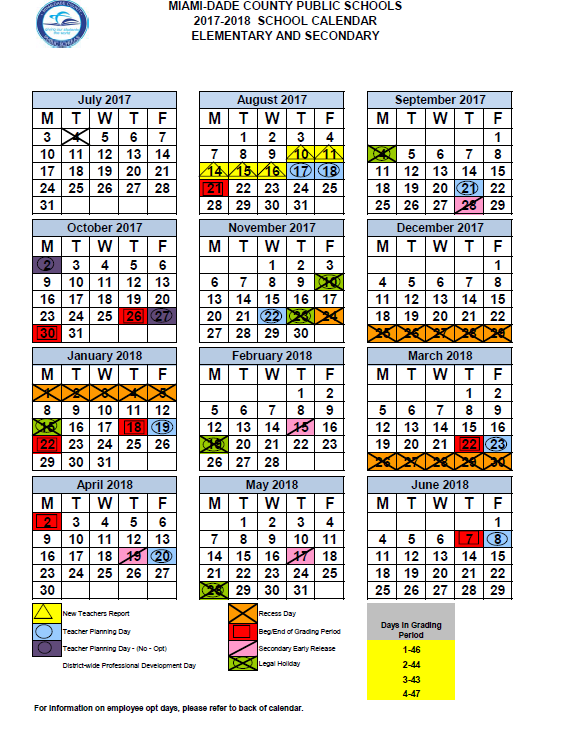 MIAMI-DADE COUNTY PUBLIC SCHOOLS
2017-2018 SCHOOL CALENDAR
ELEMENTARY AND SECONDARY
July 2017
M T W T F
3 4 5 6 7
10 11 12 13 14
17 18 19 20 21
24 25 26 27 28
31
August 2017
M T W T F
1 2 3 4
7 8 9 10 11
14 15 16 17 18
21 22 23 24 25
28 29 30 31
September 2017
M T W T F
1
4 5 6 7 8
11 12 13 14 15
18 19 20 21 22
25 26 27 28 29
October 2017
M T W T F
2 3 4 5 6
9 10 11 12 13
16 17 18 19 20
23 24 25 26 27
30 31
November 2017
M T W T F
1 2 3
6 7 8 9 10
13 14 15 16 17
20 21 22 23 24
27 28 29 30
December 2017
M T W T F
1
4 5 6 7 8
11 12 13 14 15
18 19 20 21 22
25 26 27 28 29
January 2018
M T W T F
1 2 3 4 5
8 9 10 11 12
15 16 17 18 19
22 23 24 25 26
29 30 31
February 2018
M T W T F
1 2
5 6 7 8 9
12 13 14 15 16
19 20 21 22 23
26 27 28
March 2018
M T W T F
1 2
5 6 7 8 9
12 13 14 15 16
19 20 21 22 23
26 27 28 29 30
April 2018
M T W T F
2 3 4 5 6
9 10 11 12 13
16 17 18 19 20
23 24 25 26 27
30
May 2018
M T W T F
1 2 3 4
7 8 9 10 11
14 15 16 17 18
21 22 23 24 25
28 29 30 31
June 2018
M T W T F
1
4 5 6 7 8
11 12 13 14 15
18 19 20 21 22
25 26 27 28 29
New Teachers Report
Teacher Planning Day
Teacher Planning Day - (No - Opt)
District-wide Professional Development Day
Recess Day
Beg/End of Grading Period
Secondary Early Release
Legal Holiday
Days in Grading
Period
1-46
2-44
3-43
4-47
For information on employee opt days, please refer to back of calendar.